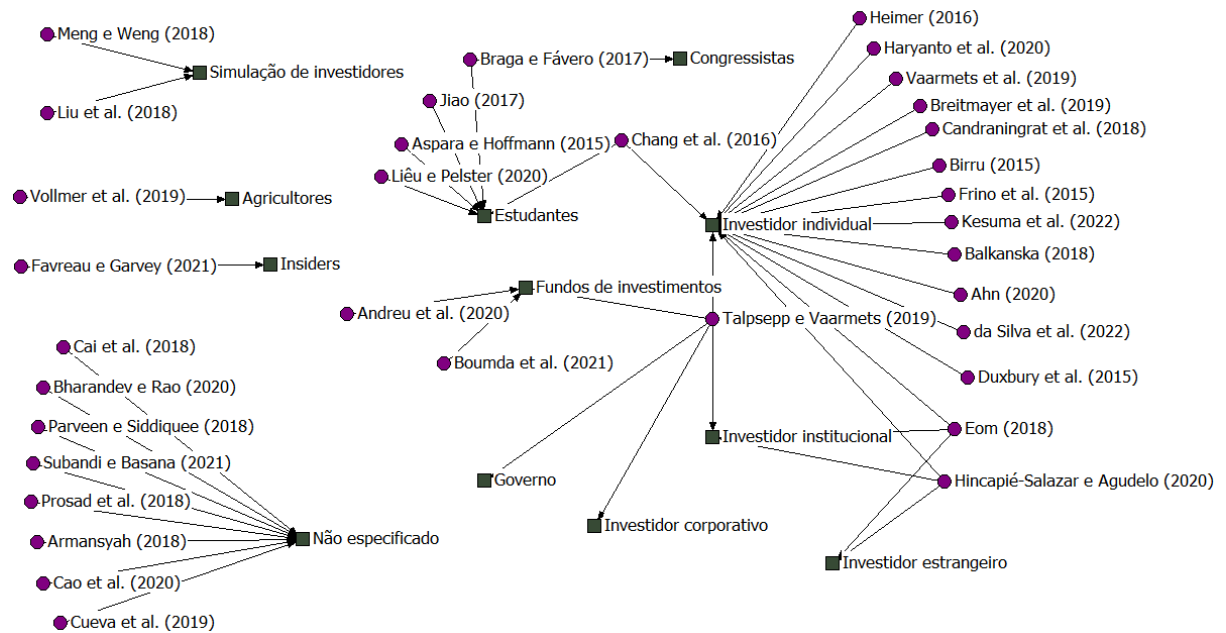 Heimer (2016)
Meng e Weng (2018)
Haryanto et al. (2020)
Braga e Fávero (2017)
Congressistas
Simulação de investidores
Vaarmets et al. (2019)
Jiao (2017)
Breitmayer et al. (2019)
Liu et al. (2018)
Candraningrat et al. (2018)
Aspara e Hoffmann (2015)
Chang et al. (2016)
Birru (2015)
Liêu e Pelster (2020)
Frino et al. (2015)
Vollmer et al. (2019)
Agricultores
Estudantes
Investidor individual
Kesuma et al. (2022)
Balkanska (2018)
Favreau e Garvey (2021)
Insiders
Fundos de investimentos
Ahn (2020)
Andreu et al. (2020)
Talpsepp e Vaarmets (2019)
da Silva et al. (2022)
Cai et al. (2018)
Boumda et al. (2021)
Duxbury et al. (2015)
Bharandev e Rao (2020)
Parveen e Siddiquee (2018)
Investidor institucional
Eom (2018)
Subandi e Basana (2021)
Governo
Hincapié-Salazar e Agudelo (2020)
Prosad et al. (2018)
Investidor corporativo
Armansyah (2018)
Não especificado
Investidor estrangeiro
Cao et al. (2020)
Cueva et al. (2019)